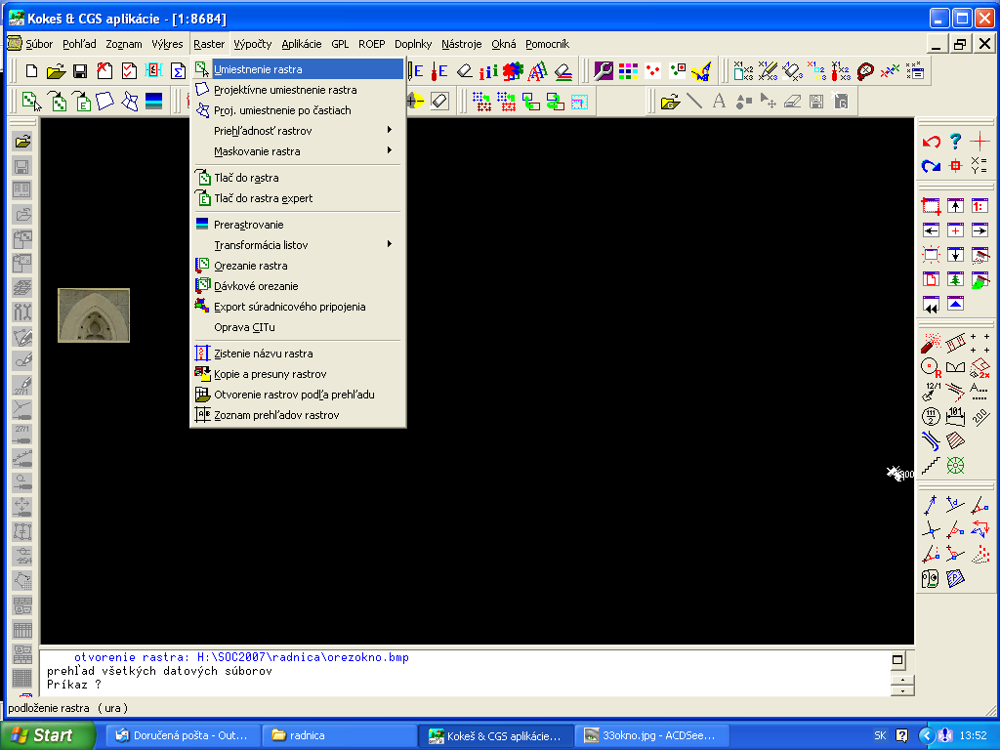 Kokeš & CGS aplikácie - [1:8684]
Súbor Pohľad Zoznam Výkres Raster Výpočty Aplikácie GPL ROEP Doplnky Nástroje Okná Pomocník
Umiestnenie rastra
Projektívne umiestnenie rastra
Proj. umiestnenie po častiach
Priehľadnosť rastrov
Maskovanie rastra
Tlač do rastra
Tlač do rastra expert
Prerastrovanie
Transformácia listov
Orezanie rastra
Dávkové orezanie
Export súradnicového pripojenia
Oprava CITu
Zistenie názvu rastra
Kopie a presuny rastrov
Otvorenie rastrov podľa prehľadu
Zoznam prehľadov rastrov
otvorenie rastra: H:\SOC2007\radnica\orezokno.bmp
prehľad všetkých datových súborov
Príkaz ?
podloženie rastra ( ura )
Start Doručená pošta - Out... radnica Kokeš & CGS aplikácie... 33okno.jpg - ACDSee... SK 13:52